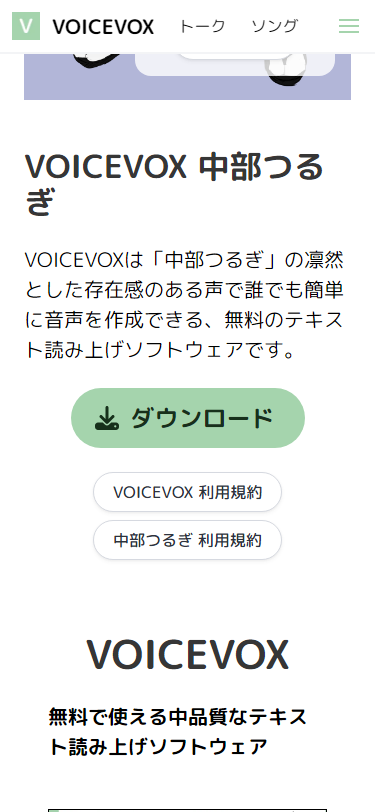 V VOICEVOX トーク ソング
VOICEVOX 中部つる
ぎ
VOICEVOXは「中部つるぎ」の凛然
とした存在感のある声で誰でも簡単
に音声を作成できる、無料のテキス
ト読み上げソフトウェアです。
ダウンロード
VOICEVOX 利用規約
中部つるぎ 利用規約
VOICEVOX
無料で使える中品質なテキス
ト読み上げソフトウェア